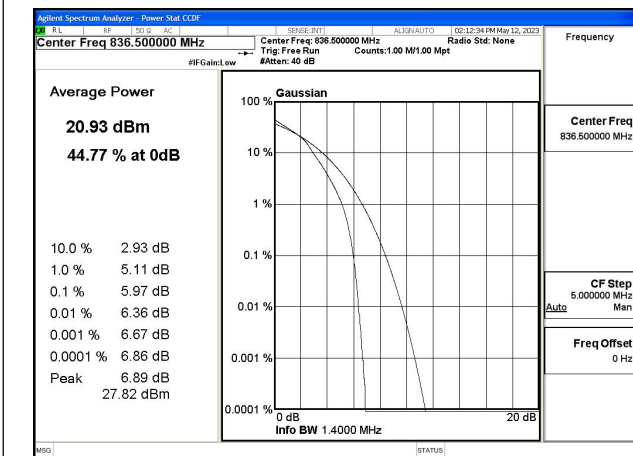 Agilent Spectrum Analyzer - Power Stat CCDF
RL RF 50 Ω AC SENSE:INT ALIGN AUTO 02:12:34 PM May 12, 2023
Center Freq 836.500000 MHz
Center Freq: 836.500000 MHz Radio Std: None
Trig: Free Run Counts:1.00 M/1.00 Mpt
#IFGain:Low #Atten: 40 dB
Frequency
Average Power
20.93 dBm
44.77 % at 0dB
10.0 % 2.93 dB
1.0 % 5.11 dB
0.1 % 5.97 dB
0.01 % 6.36 dB
0.001 % 6.67 dB
0.0001 % 6.86 dB
Peak 6.89 dB
27.82 dBm
Gaussian
100 %
10 %
1 %
0.1 %
0.01 %
0.001 %
0.0001 %
0 dB 20 dB
Info BW 1.4000 MHz
Center Freq
836.500000 MHz
CF Step
5.000000 MHz
Auto Man
Freq Offset
0 Hz
MSG STATUS